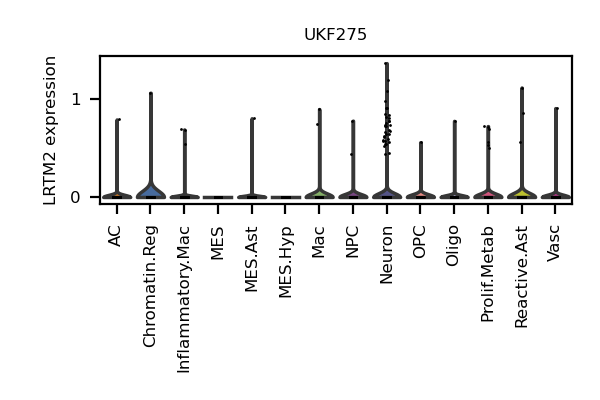 UKF275
LRTM2 expression
1
0
AC
Chromatin.Reg
Inflammatory.Mac
MES
MES.Ast
MES.Hyp
Mac
NPC
Neuron
OPC
Oligo
Prolif.Metab
Reactive.Ast
Vasc